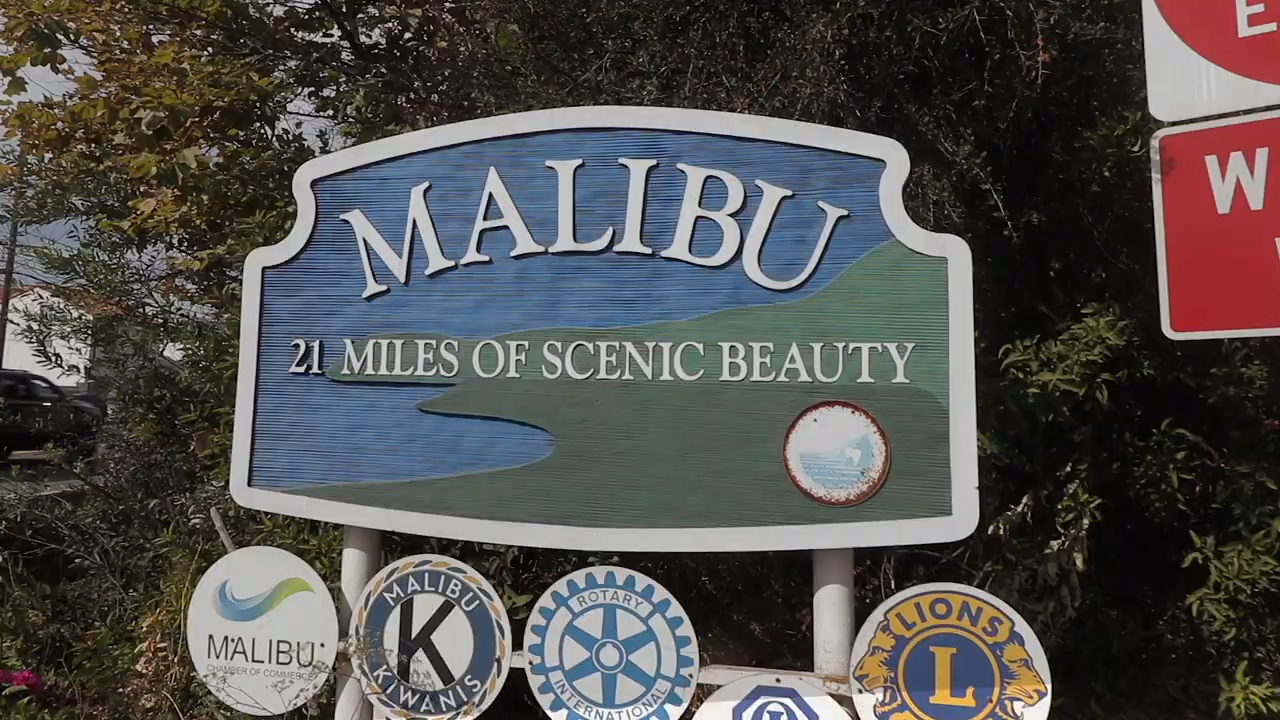 MALIBU
21 MILES OF SCENIC BEAUTY
MALIBU
CHAMBER OF COMMERCE
MALIBU
K
KIWANIS
ROTARY
INTERNATIONAL
LIONS
L
E
W